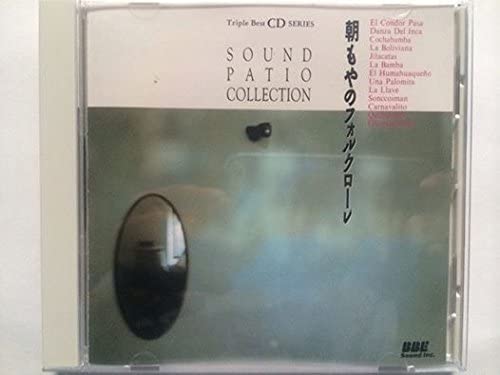 Triple Best CD SERIES
SOUND
PATIO
COLLECTION
朝もやのフォルクローレ
El Condor Pasa
Danza Del Inca
Cochabamba
La Boliviana
Jilacatas
La Bamba
El Humahuaqueño
Una Palomita
La Llave
Sonccoiman
Carnavalito
BBE
Sound Inc.